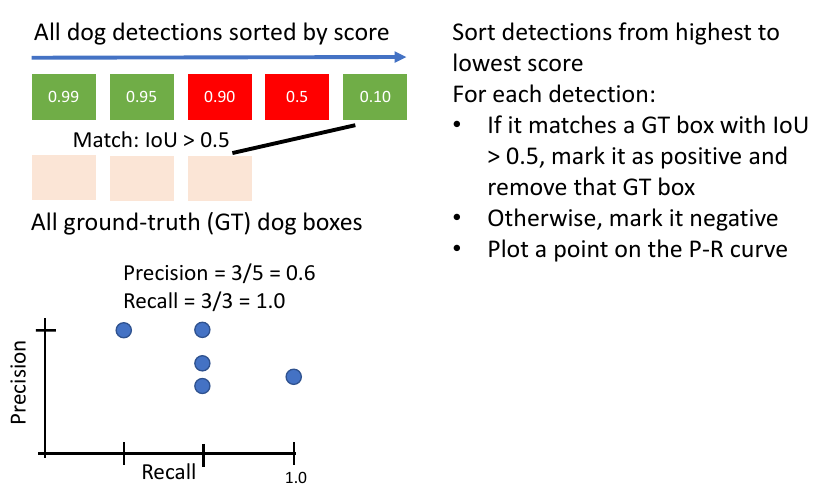 All dog detections sorted by score
0.99 0.95 0.90 0.5 0.10
Match: IoU > 0.5
All ground-truth (GT) dog boxes
Precision = 3/5 = 0.6
Recall = 3/3 = 1.0
Precision
Recall
1.0
Sort detections from highest to
lowest score
For each detection:
• If it matches a GT box with IoU
> 0.5, mark it as positive and
remove that GT box
• Otherwise, mark it negative
• Plot a point on the P-R curve